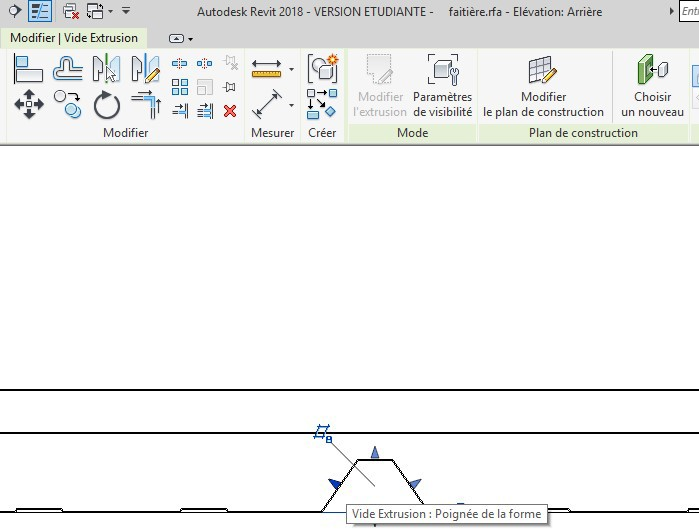 Autodesk Revit 2018 - VERSION ETUDIANTE - faitière.rfa - Elévation: Arrière
Modifier | Vide Extrusion
Modifier
l'extrusion
Paramètres
de visibilité
Modifier
le plan de construction
Choisir
un nouveau
Modifier
Mesurer
Créer
Mode
Plan de construction
Vide Extrusion : Poignée de la forme